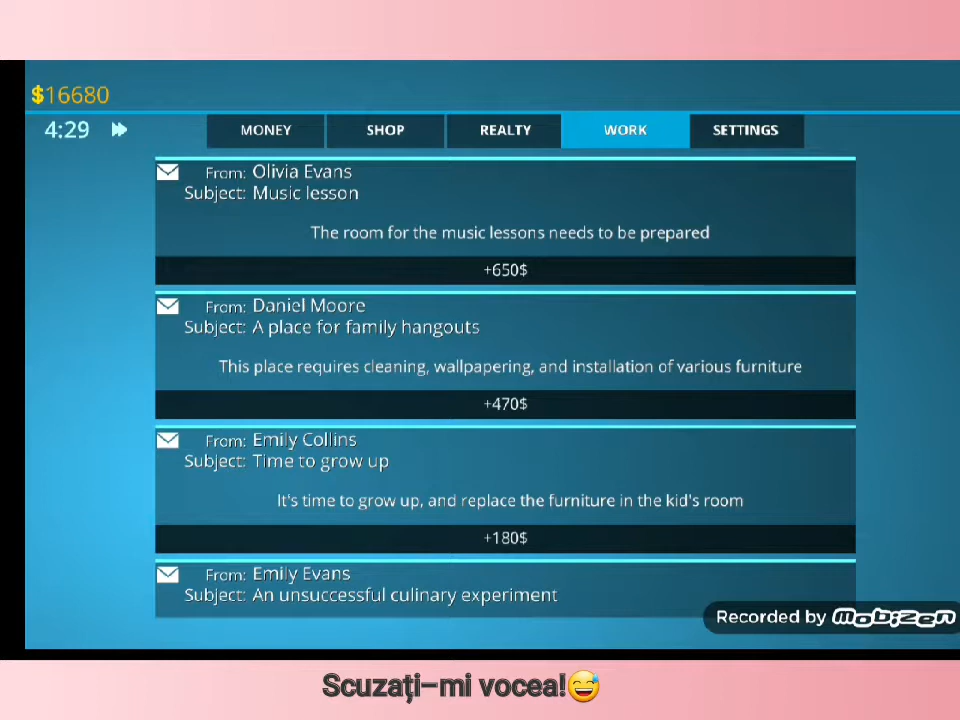 $16680
4:29
MONEY SHOP REALTY WORK SETTINGS
From: Olivia Evans
Subject: Music lesson
The room for the music lessons needs to be prepared
+650$
From: Daniel Moore
Subject: A place for family hangouts
This place requires cleaning, wallpapering, and installation of various furniture
+470$
From: Emily Collins
Subject: Time to grow up
It's time to grow up, and replace the furniture in the kid's room
+180$
From: Emily Evans
Subject: An unsuccessful culinary experiment
Recorded by mobizen
Scuzați-mi vocea!😅